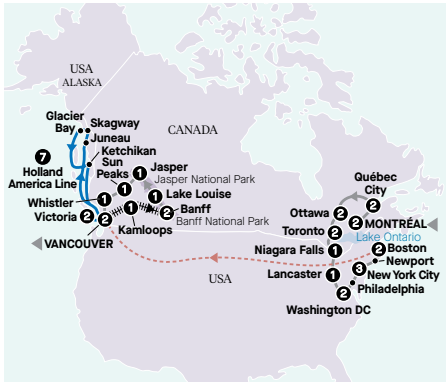 USA
ALASKA
Glacier
Bay
Skagway
Juneau
Ketchikan
CANADA
7
Holland
America Line
Sun
Peaks
1
Jasper
1
Jasper National Park
Whistler
1
1
Lake Louise
Victoria
2
2
2
Banff
Banff National Park
VANCOUVER
1
Kamloops
Québec
City
2
Ottawa
2
2
MONTRÉAL
Toronto
2
Lake Ontario
Niagara Falls
1
2
Boston
Newport
Lancaster
1
3
New York City
Philadelphia
2
Washington DC
USA